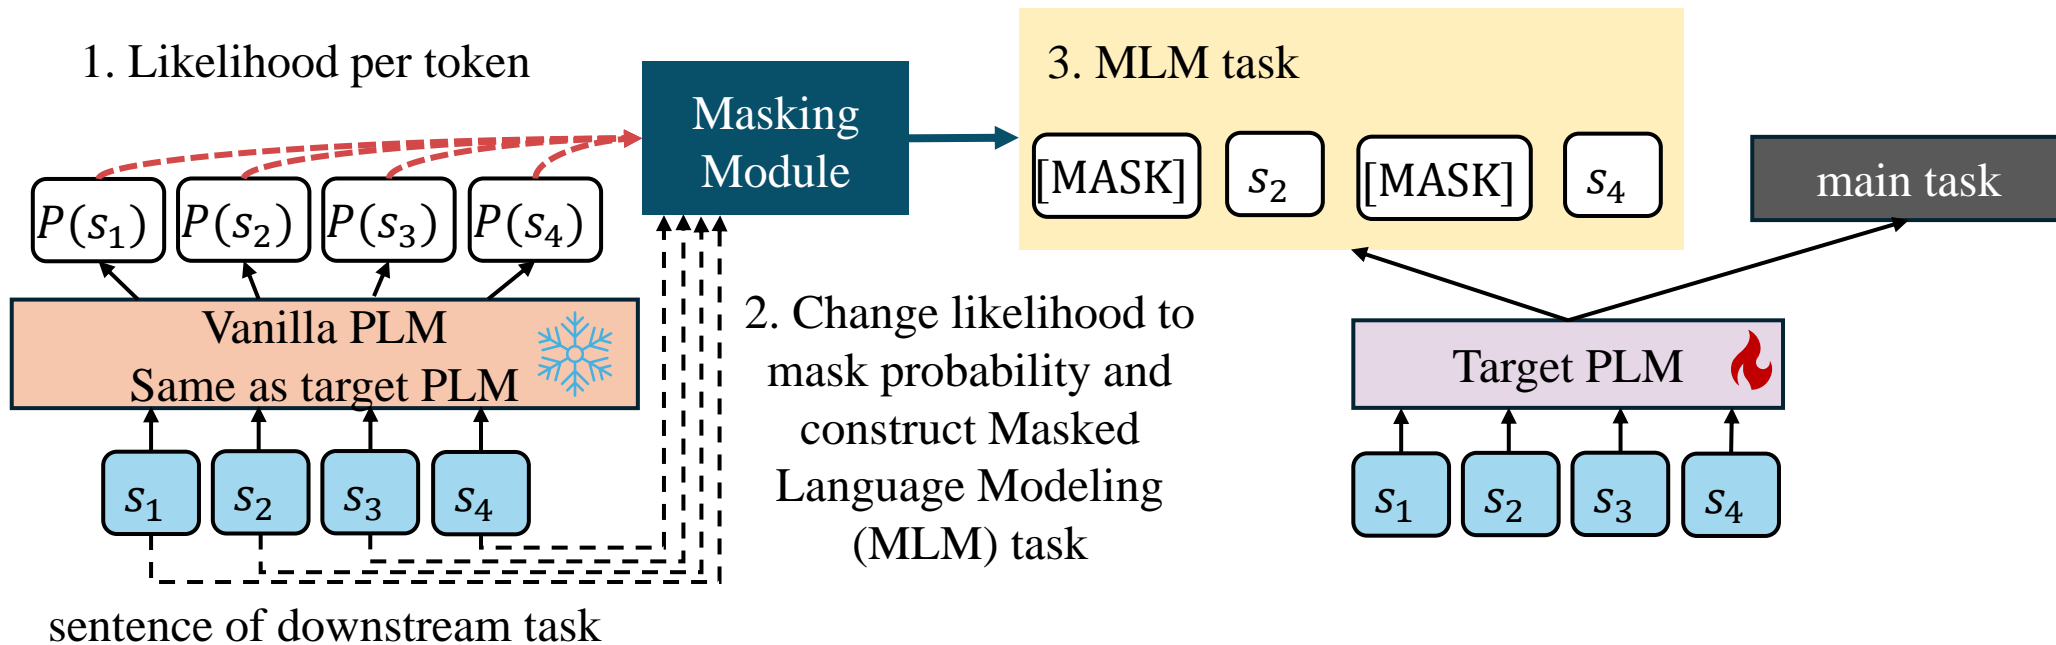 1. Likelihood per token
P(s₁) P(s₂) P(s₃) P(s₄)
Vanilla PLM
Same as target PLM
s₁ s₂ s₃ s₄
sentence of downstream task
Masking
Module
2. Change likelihood to
mask probability and
construct Masked
Language Modeling
(MLM) task
3. MLM task
[MASK] s₂ [MASK] s₄
main task
Target PLM
s₁ s₂ s₃ s₄